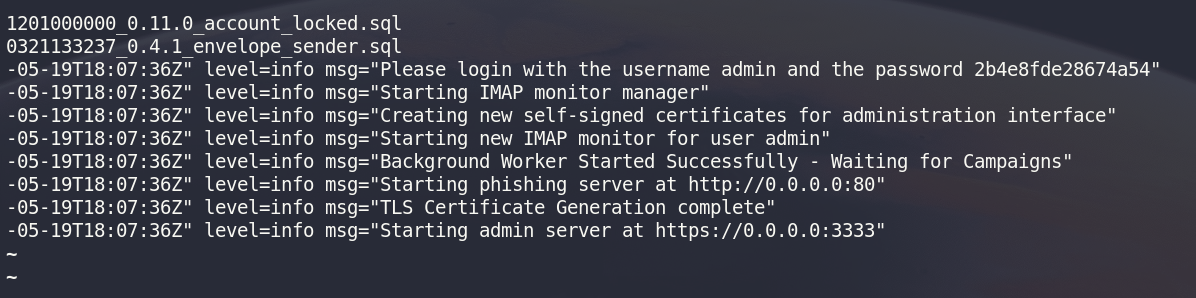 1201000000_0.11.0_account_locked.sql
0321133237_0.4.1_envelope_sender.sql
-05-19T18:07:36Z" level=info msg="Please login with the username admin and the password 2b4e8fde28674a54"
-05-19T18:07:36Z" level=info msg="Starting IMAP monitor manager"
-05-19T18:07:36Z" level=info msg="Creating new self-signed certificates for administration interface"
-05-19T18:07:36Z" level=info msg="Starting new IMAP monitor for user admin"
-05-19T18:07:36Z" level=info msg="Background Worker Started Successfully - Waiting for Campaigns"
-05-19T18:07:36Z" level=info msg="Starting phishing server at http://0.0.0.0:80"
-05-19T18:07:36Z" level=info msg="TLS Certificate Generation complete"
-05-19T18:07:36Z" level=info msg="Starting admin server at https://0.0.0.0:3333"
~
~